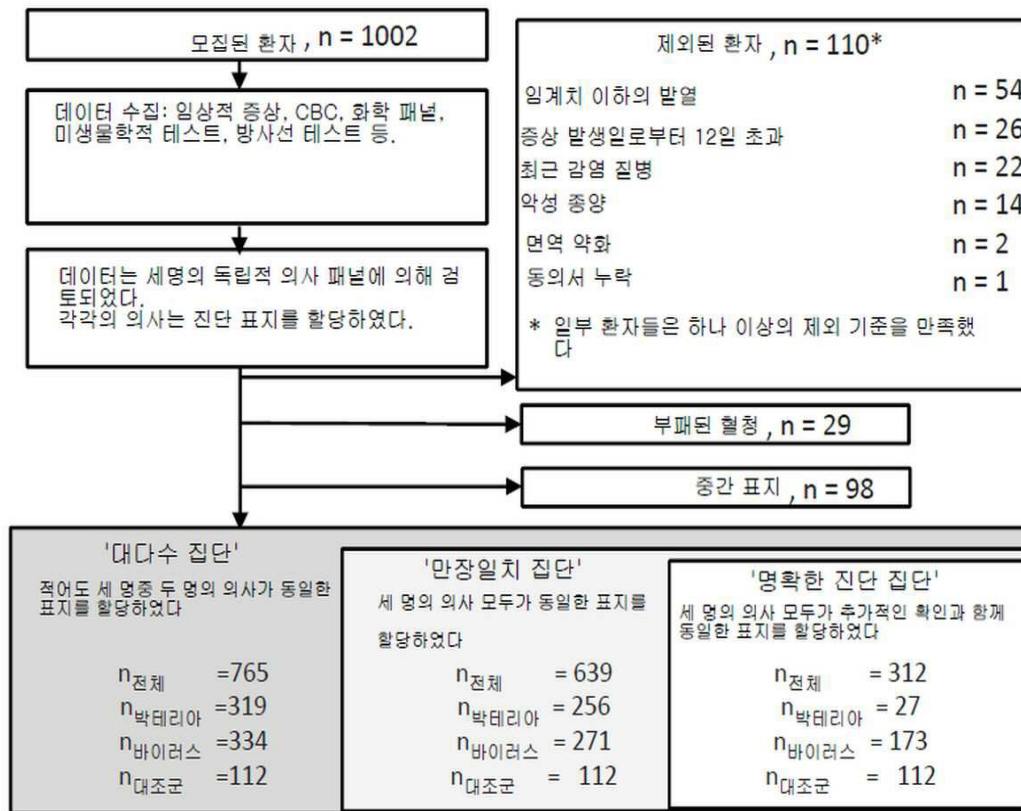 모집된 환자 , n = 1002
데이터 수집: 임상적 증상, CBC, 화학 패널,
미생물학적 테스트, 방사선 테스트 등.
데이터는 세명의 독립적 의사 패널에 의해 검
토되었다.
각각의 의사는 진단 표지를 할당하였다.
제외된 환자 , n = 110*
임계치 이하의 발열 n = 54
증상 발생일로부터 12일 초과 n = 26
최근 감염 질병 n = 22
악성 종양 n = 14
면역 약화 n = 2
동의서 누락 n = 1
* 일부 환자들은 하나 이상의 제외 기준을 만족했
다
부패된 혈청 , n = 29
중간 표지 , n = 98
'대다수 집단'
적어도 세 명중 두 명의 의사가 동일한
표지를 할당하였다
n전체 =765
n박테리아 =319
n바이러스 =334
n대조군 =112
'만장일치 집단'
세 명의 의사 모두가 동일한 표지를
할당하였다
n전체 = 639
n박테리아 = 256
n바이러스 = 271
n대조군 = 112
'명확한 진단 집단'
세 명의 의사 모두가 추가적인 확인과 함께
동일한 표지를 할당하였다
n전체 = 312
n박테리아 = 27
n바이러스 = 173
n대조군 = 112